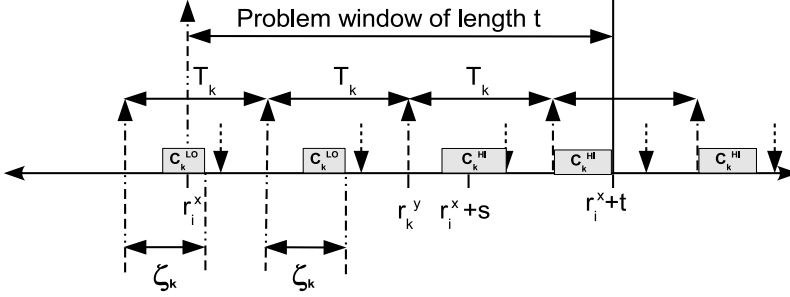 Problem window of length t
T_k T_k T_k
C_k^LO C_k^LO C_k^HI C_k^HI C_k^HI
r_i^x r_k^y r_i^x+s r_i^x+t
ζ_k ζ_k